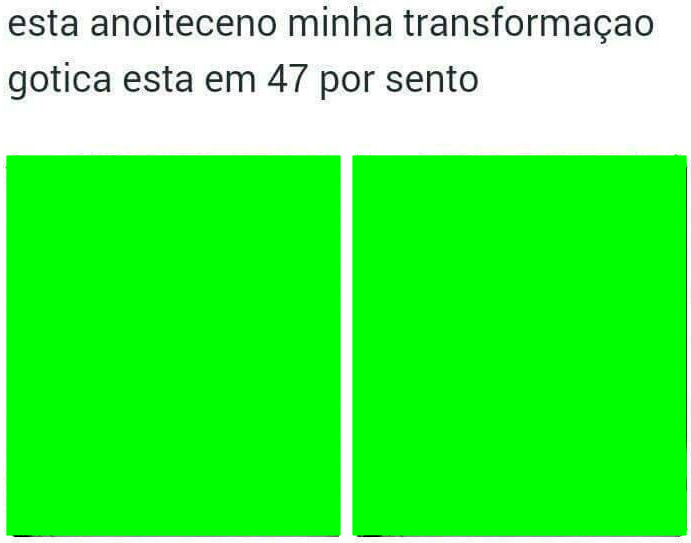 esta anoiteceno minha transformaçao
gotica esta em 47 por sento